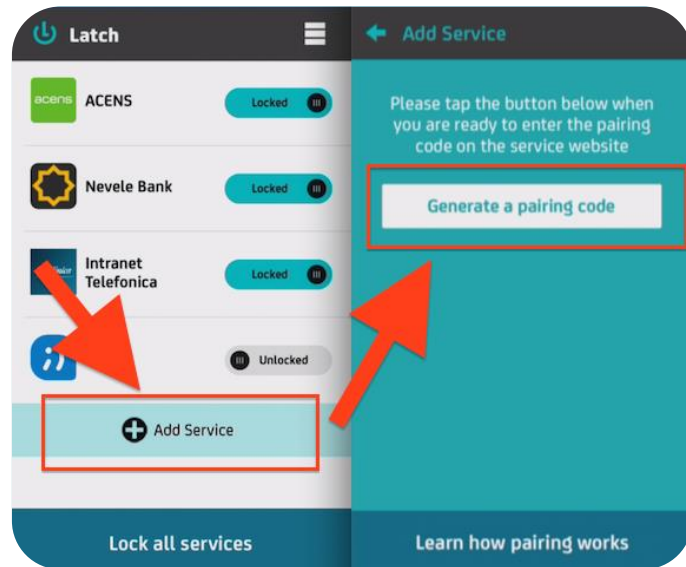 Latch
acens
ACENS
Locked
Nevele Bank
Locked
Intranet
Telefonica
Locked
Unlocked
Add Service
Lock all services
Add Service
Please tap the button below when
you are ready to enter the pairing
code on the service website
Generate a pairing code
Learn how pairing works